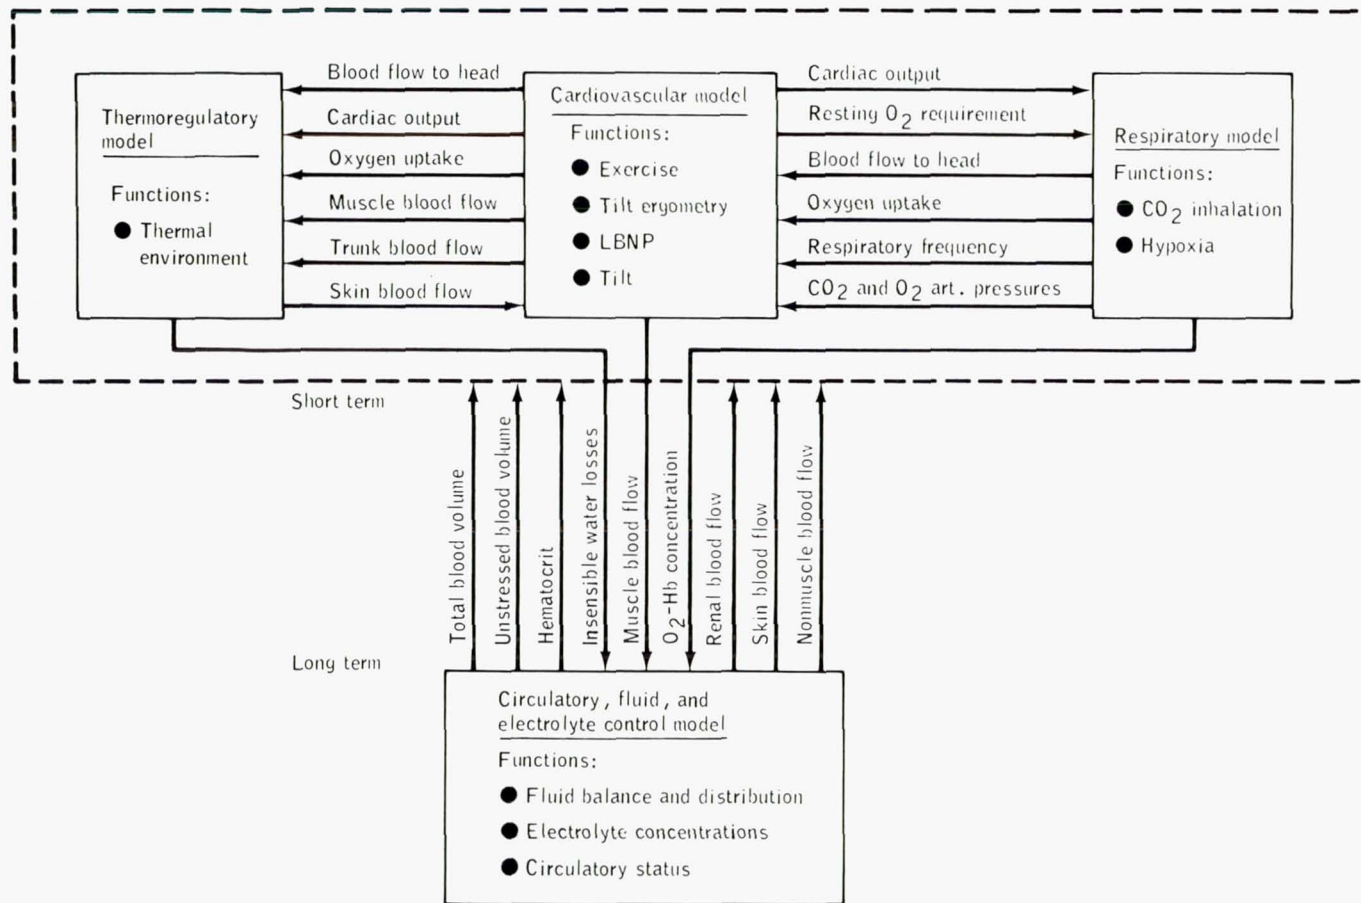 Blood flow to head
Cardiac output
Oxygen uptake
Muscle blood flow
Trunk blood flow
Skin blood flow
Thermoregulatory
model
Functions:
● Thermal
environment
Cardiovascular model
Functions:
● Exercise
● Tilt ergometry
● LBNP
● Tilt
Cardiac output
Resting O2 requirement
Blood flow to head
Oxygen uptake
Respiratory frequency
CO2 and O2 art. pressures
Respiratory model
Functions:
● CO2 inhalation
● Hypoxia
Short term
Total blood volume
Unstressed blood volume
Hematocrit
Insensible water losses
Muscle blood flow
O2-Hb concentration
Renal blood flow
Skin blood flow
Nonmuscle blood flow
Long term
Circulatory, fluid, and
electrolyte control model
Functions:
● Fluid balance and distribution
● Electrolyte concentrations
● Circulatory status